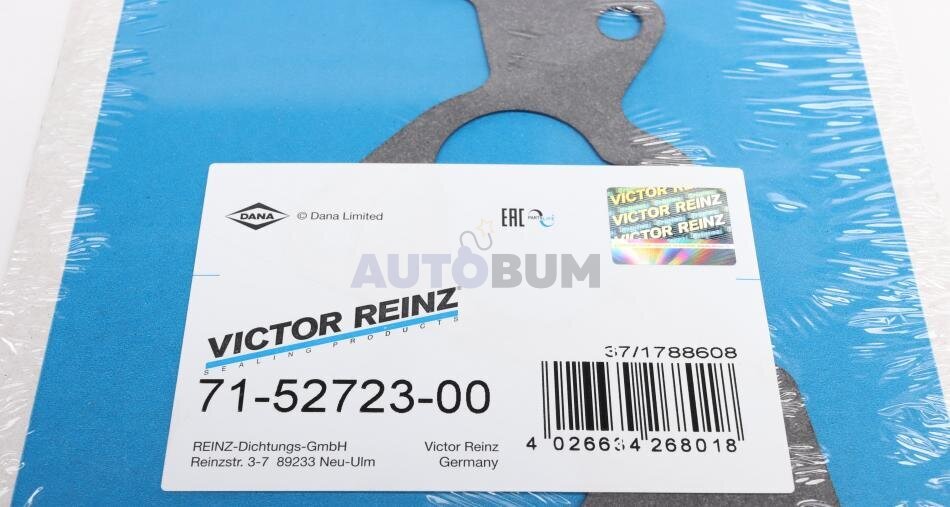 DANA
© Dana Limited
EAC
VICTOR REINZ
VICTOR REINZ
VICTOR REINZ
AUTOBUM
VICTOR REINZ®
SEALING PRODUCTS
71-52723-00
37/1788608
4 026634 268018
REINZ-Dichtungs-GmbH
Reinzstr. 3-7 89233 Neu-Ulm
Victor Reinz
Germany